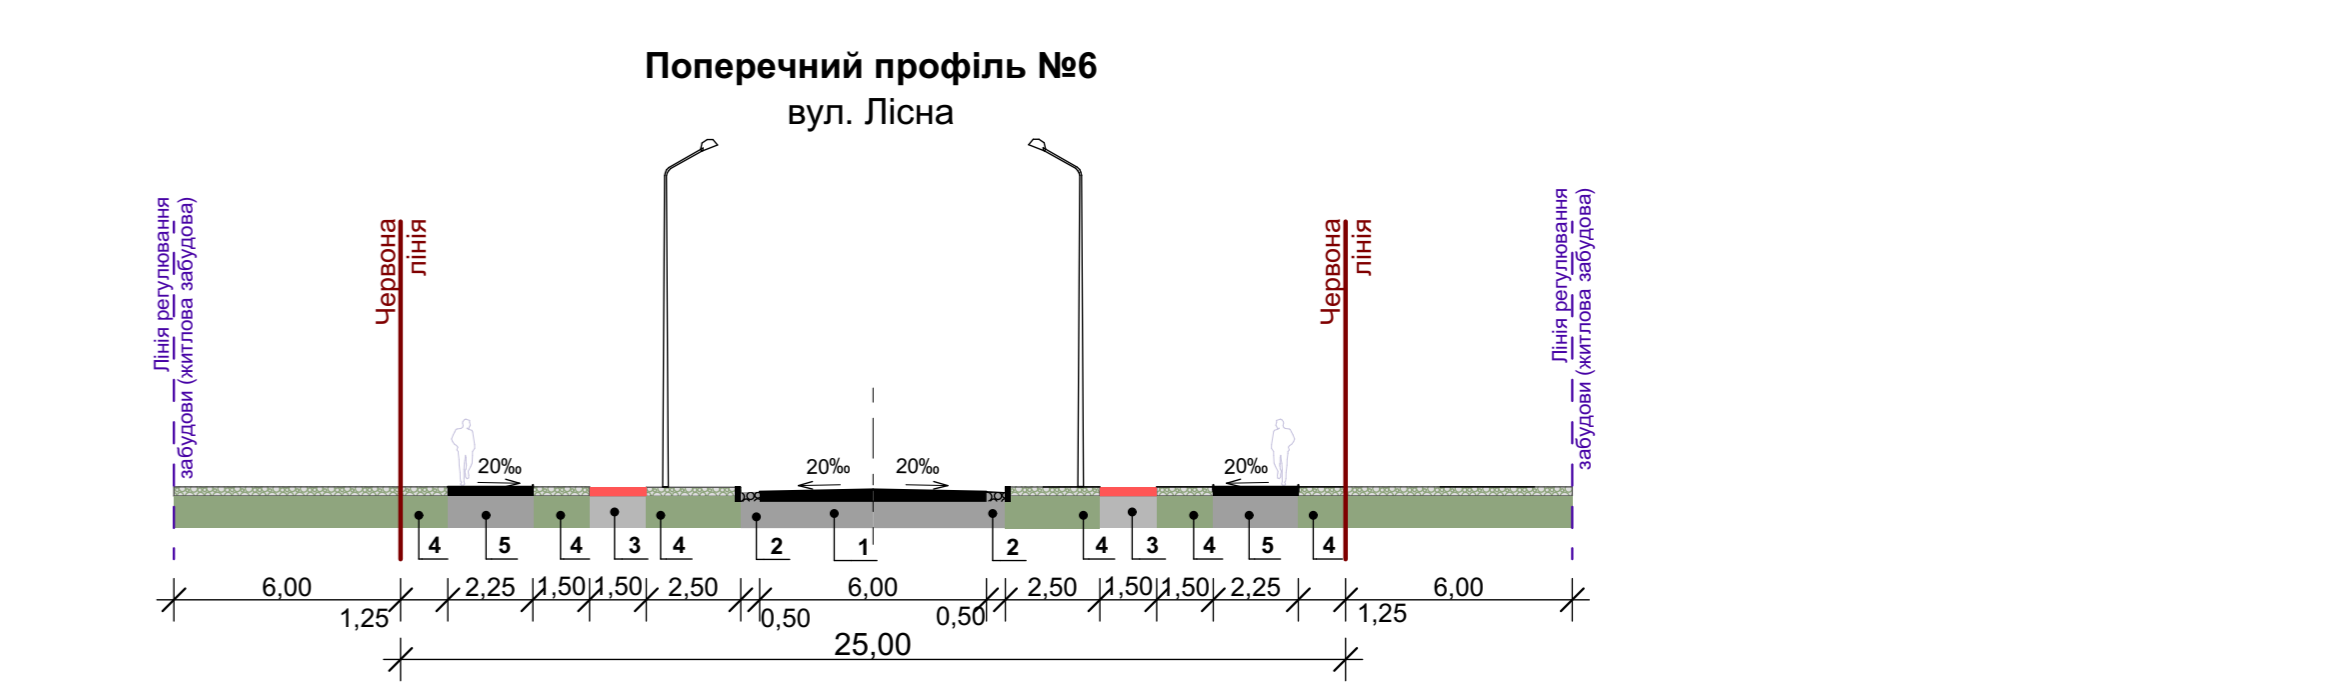 Поперечний профіль №6
вул. Лісна
Лінія регулювання
забудови (житлова забудова)
Червона
лінія
Червона
лінія
Лінія регулювання
забудови (житлова забудова)
20‰ 20‰ 20‰ 20‰
4 5 4 3 4 2 1 2 4 3 4 5 4
6,00 2,25 1,50 1,50 2,50 6,00 2,50 1,50 1,50 2,25 6,00
1,25 0,50 0,50 1,25
25,00